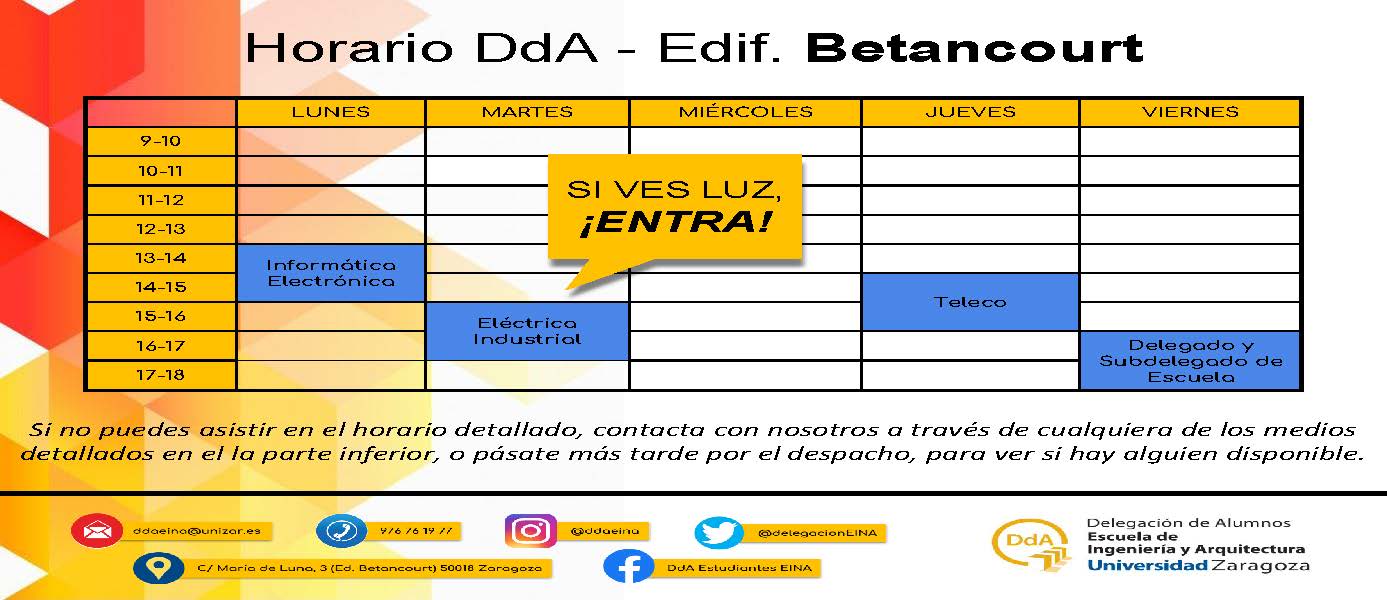 Horario DdA - Edif. Betancourt
LUNES MARTES MIÉRCOLES JUEVES VIERNES
9-10
10-11
11-12
12-13
13-14
14-15
15-16
16-17
17-18
SI VES LUZ,
¡ENTRA!
Informática
Electrónica
Eléctrica
Industrial
Teleco
Delegado y
Subdelegado de
Escuela
Si no puedes asistir en el horario detallado, contacta con nosotros a través de cualquiera de los medios
detallados en el la parte inferior, o pásate más tarde por el despacho, para ver si hay alguien disponible.
ddaeina@unizar.es
976 76 19 77
@ddaeina
@delegacionEINA
C/ María de Luna, 3 (Ed. Betancourt) 50018 Zaragoza
DdA Estudiantes EINA
DdA
Delegación de Alumnos
Escuela de
Ingeniería y Arquitectura
Universidad Zaragoza